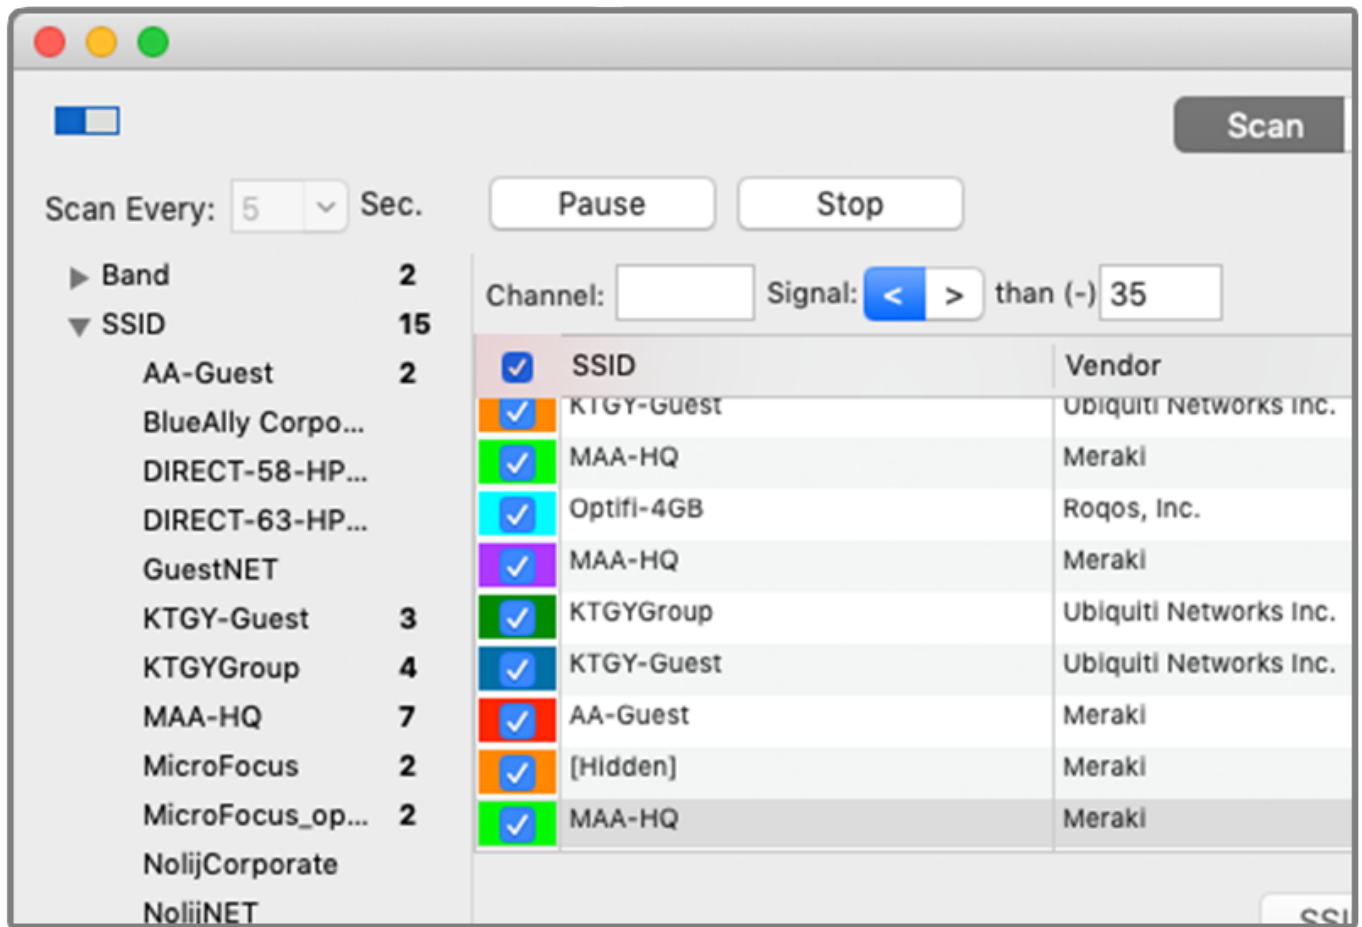 Scan
Scan Every: 5 Sec. Pause Stop
Band 2
SSID 15
AA-Guest 2
BlueAlly Corpo...
DIRECT-58-HP...
DIRECT-63-HP...
GuestNET
KTGY-Guest 3
KTGYGroup 4
MAA-HQ 7
MicroFocus 2
MicroFocus_op... 2
NolijCorporate
NolijNET
Channel: Signal: < > than (-) 35
SSID Vendor
KTGY-Guest Ubiquiti Networks Inc.
MAA-HQ Meraki
Optifi-4GB Roqos, Inc.
MAA-HQ Meraki
KTGYGroup Ubiquiti Networks Inc.
KTGY-Guest Ubiquiti Networks Inc.
AA-Guest Meraki
[Hidden] Meraki
MAA-HQ Meraki